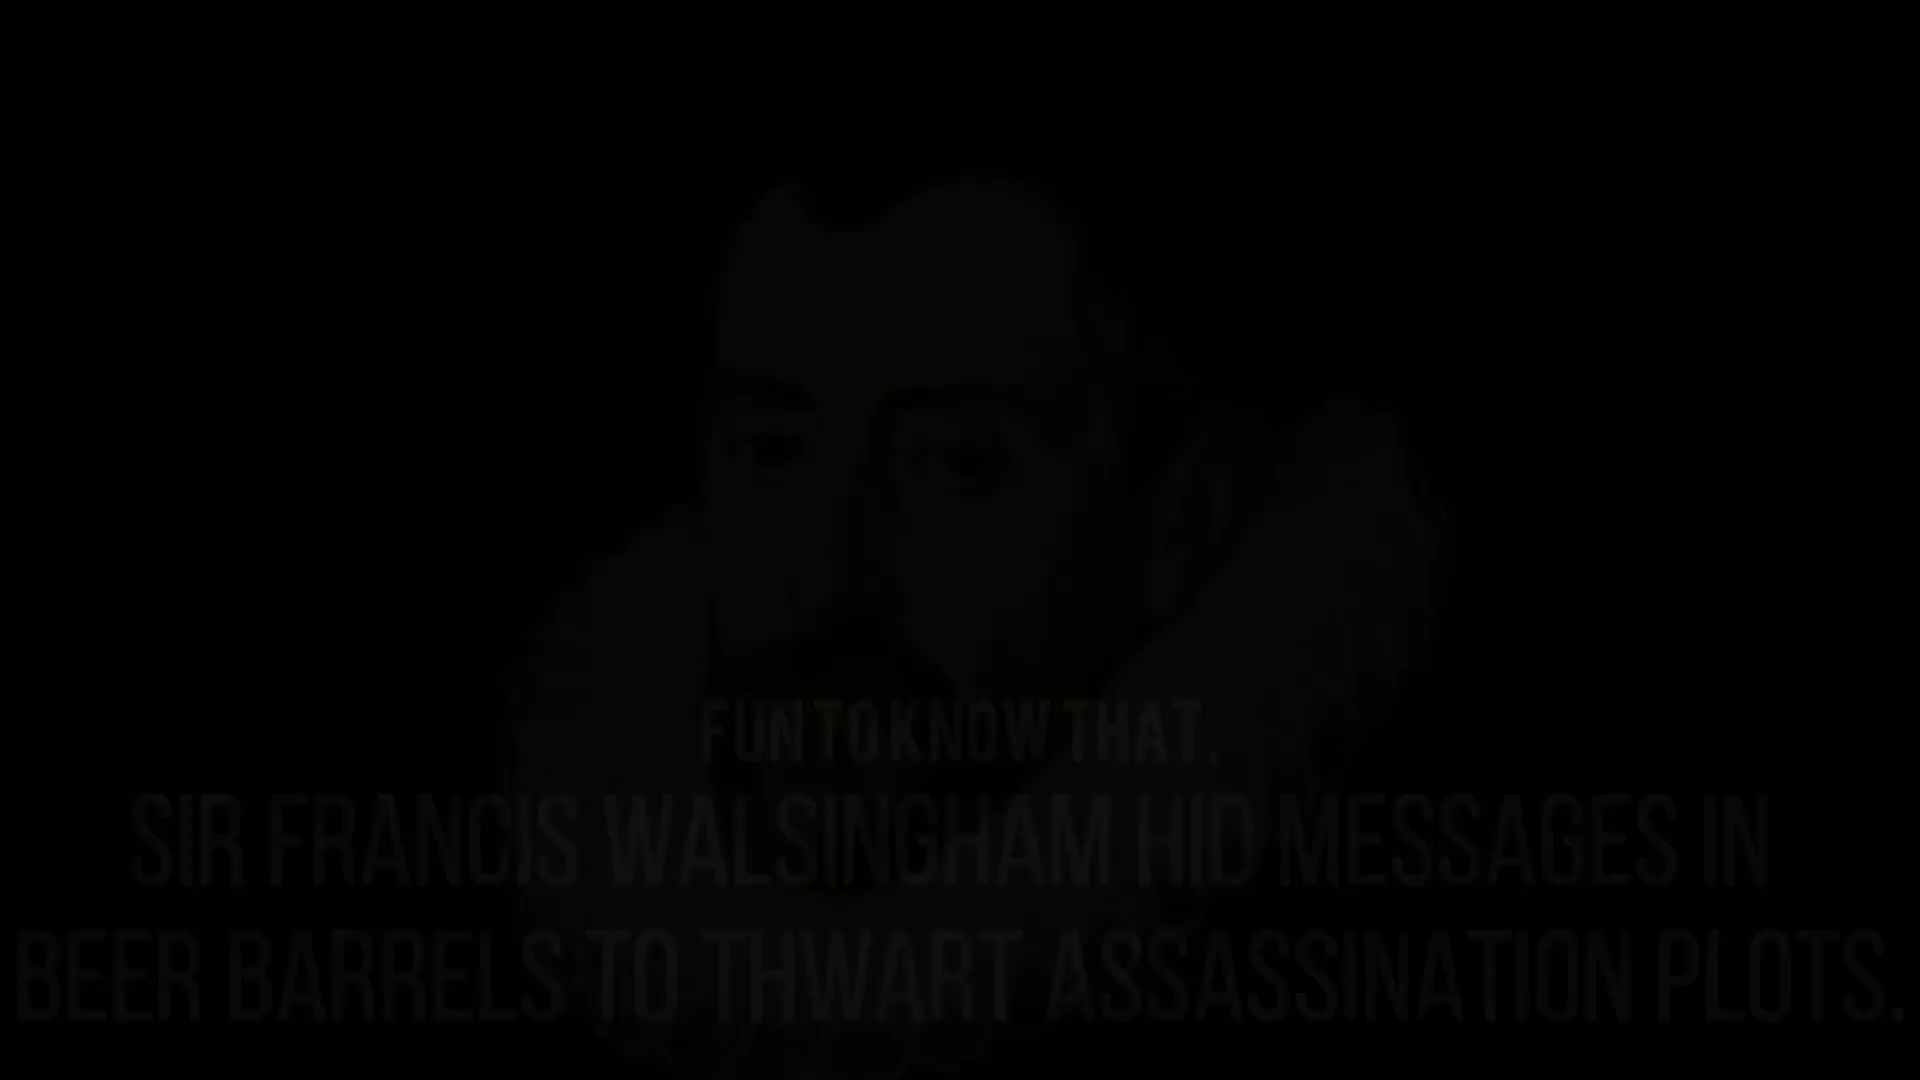 FUN TO KNOW THAT,
SIR FRANCIS WALSINGHAM HID MESSAGES IN
BEER BARRELS TO THWART ASSASSINATION PLOTS.